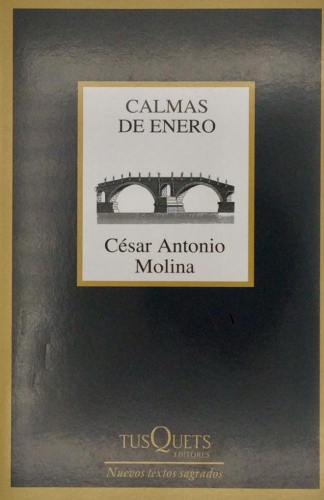 CALMAS
DE ENERO
César Antonio
Molina
TUSQUETS
EDITORES
Nuevos textos sagrados